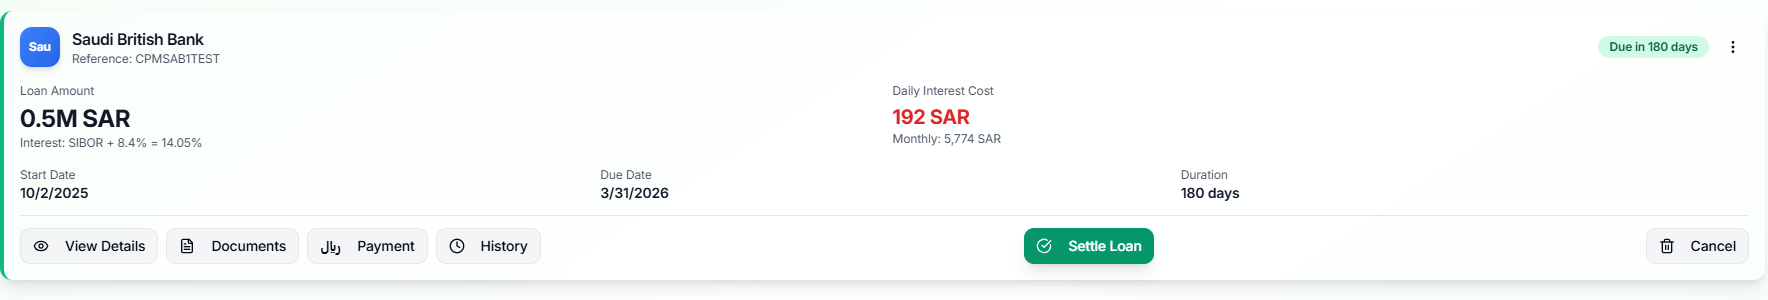 Sau
Saudi British Bank
Reference: CPMSAB1TEST
Due in 180 days
Loan Amount
0.5M SAR
Interest: SIBOR + 8.4% = 14.05%
Daily Interest Cost
192 SAR
Monthly: 5,774 SAR
Start Date
10/2/2025
Due Date
3/31/2026
Duration
180 days
View Details
Documents
ريال Payment
History
Settle Loan
Cancel